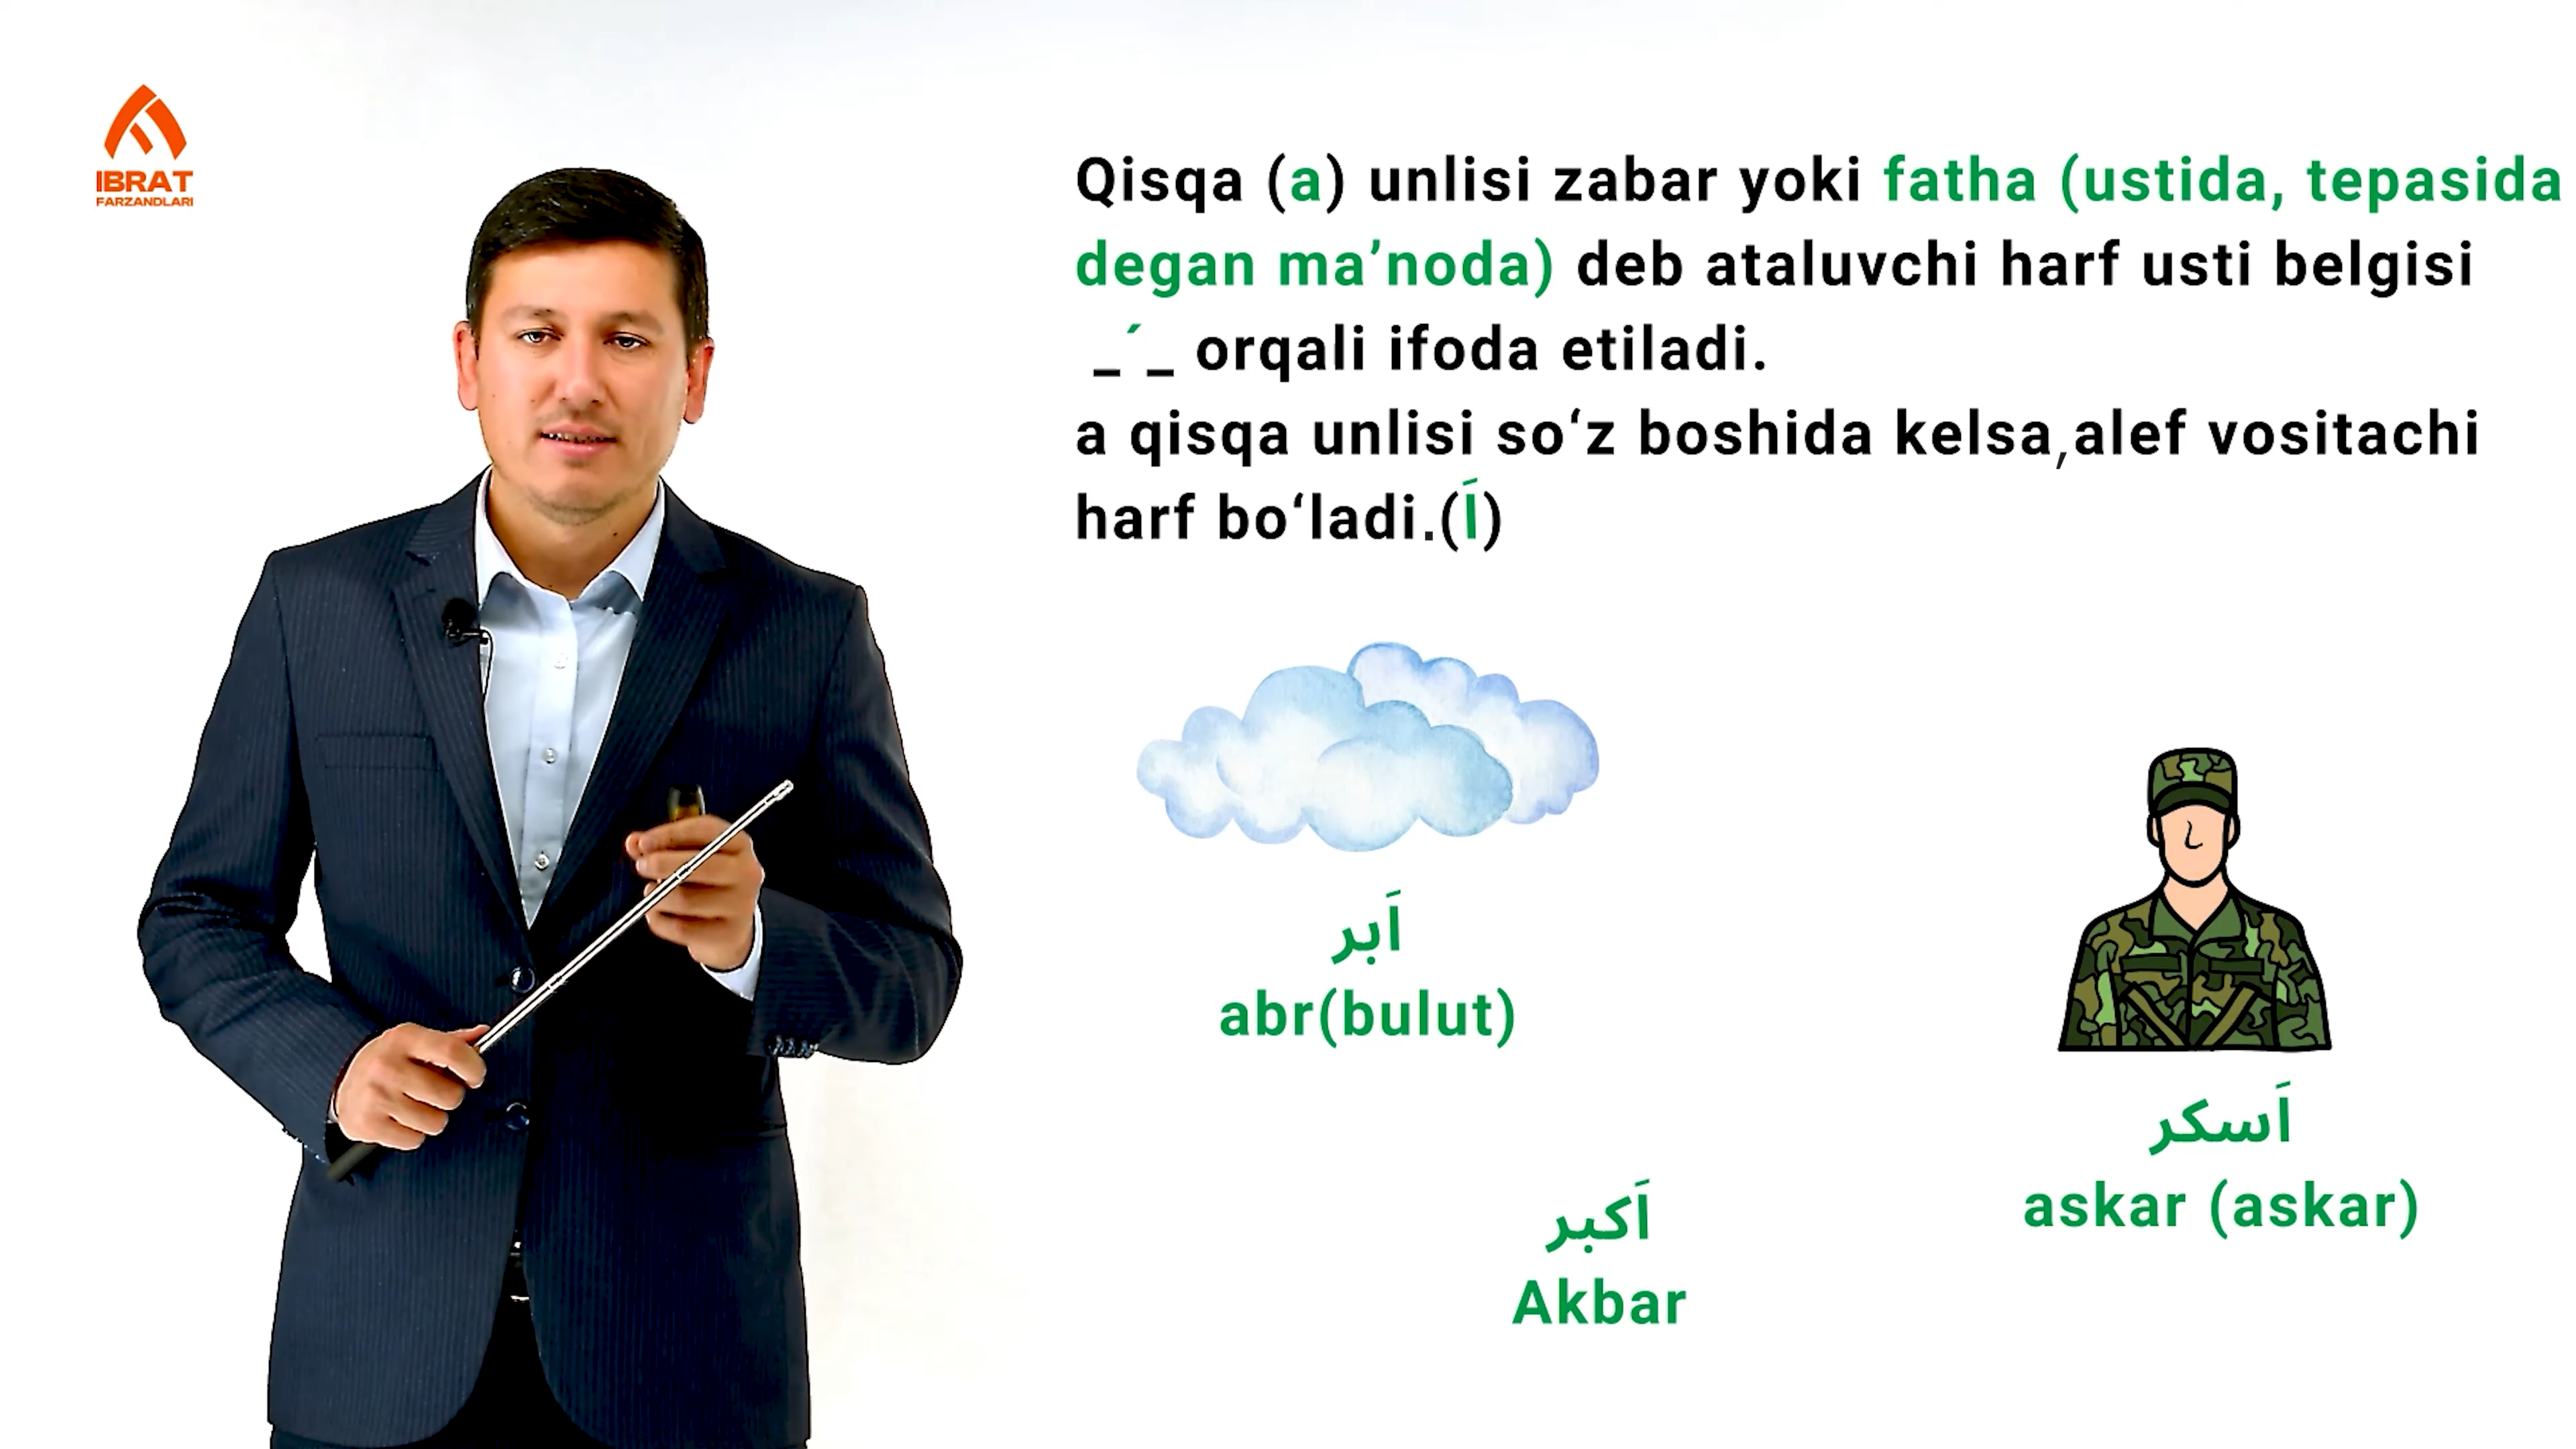 IBRAT
FARZANDLARI
Qisqa (a) unlisi zabar yoki fatha (ustida, tepasida
degan ma’noda) deb ataluvchi harf usti belgisi
_ˊ_ orqali ifoda etiladi.
a qisqa unlisi so‘z boshida kelsa,alef vositachi
harf bo‘ladi.(اَ)
اَبر
abr(bulut)
اَسکر
askar (askar)
اَکبر
Akbar